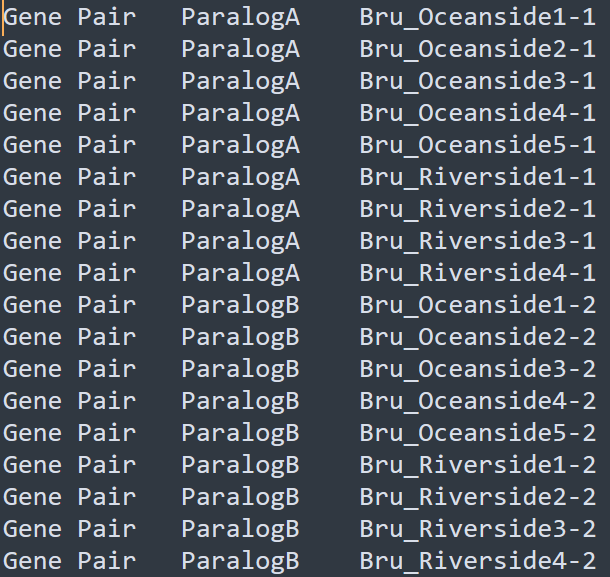 Gene Pair   ParalogA    Bru_Oceanside1-1
Gene Pair   ParalogA    Bru_Oceanside2-1
Gene Pair   ParalogA    Bru_Oceanside3-1
Gene Pair   ParalogA    Bru_Oceanside4-1
Gene Pair   ParalogA    Bru_Oceanside5-1
Gene Pair   ParalogA    Bru_Riverside1-1
Gene Pair   ParalogA    Bru_Riverside2-1
Gene Pair   ParalogA    Bru_Riverside3-1
Gene Pair   ParalogA    Bru_Riverside4-1
Gene Pair   ParalogB    Bru_Oceanside1-2
Gene Pair   ParalogB    Bru_Oceanside2-2
Gene Pair   ParalogB    Bru_Oceanside3-2
Gene Pair   ParalogB    Bru_Oceanside4-2
Gene Pair   ParalogB    Bru_Oceanside5-2
Gene Pair   ParalogB    Bru_Riverside1-2
Gene Pair   ParalogB    Bru_Riverside2-2
Gene Pair   ParalogB    Bru_Riverside3-2
Gene Pair   ParalogB    Bru_Riverside4-2